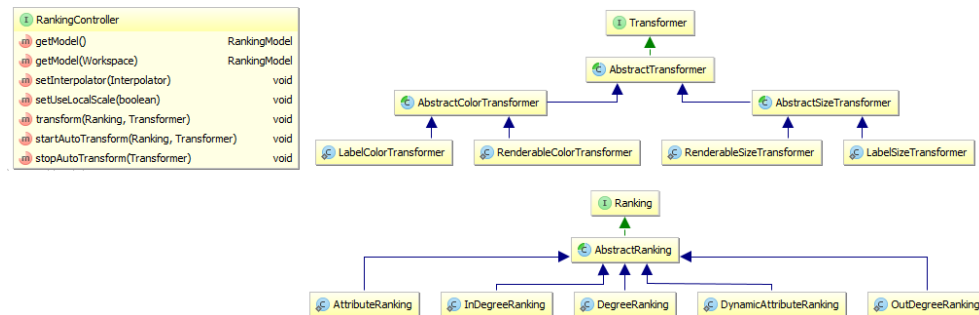 I RankingController
m getModel() RankingModel
m getModel(Workspace) RankingModel
m setInterpolator(Interpolator) void
m setUseLocalScale(boolean) void
m transform(Ranking, Transformer) void
m startAutoTransform(Ranking, Transformer) void
m stopAutoTransform(Transformer) void
I Transformer
C AbstractTransformer
C AbstractColorTransformer
C AbstractSizeTransformer
C LabelColorTransformer
C RenderableColorTransformer
C RenderableSizeTransformer
C LabelSizeTransformer
I Ranking
C AbstractRanking
C AttributeRanking
C InDegreeRanking
C DegreeRanking
C DynamicAttributeRanking
C OutDegreeRanking